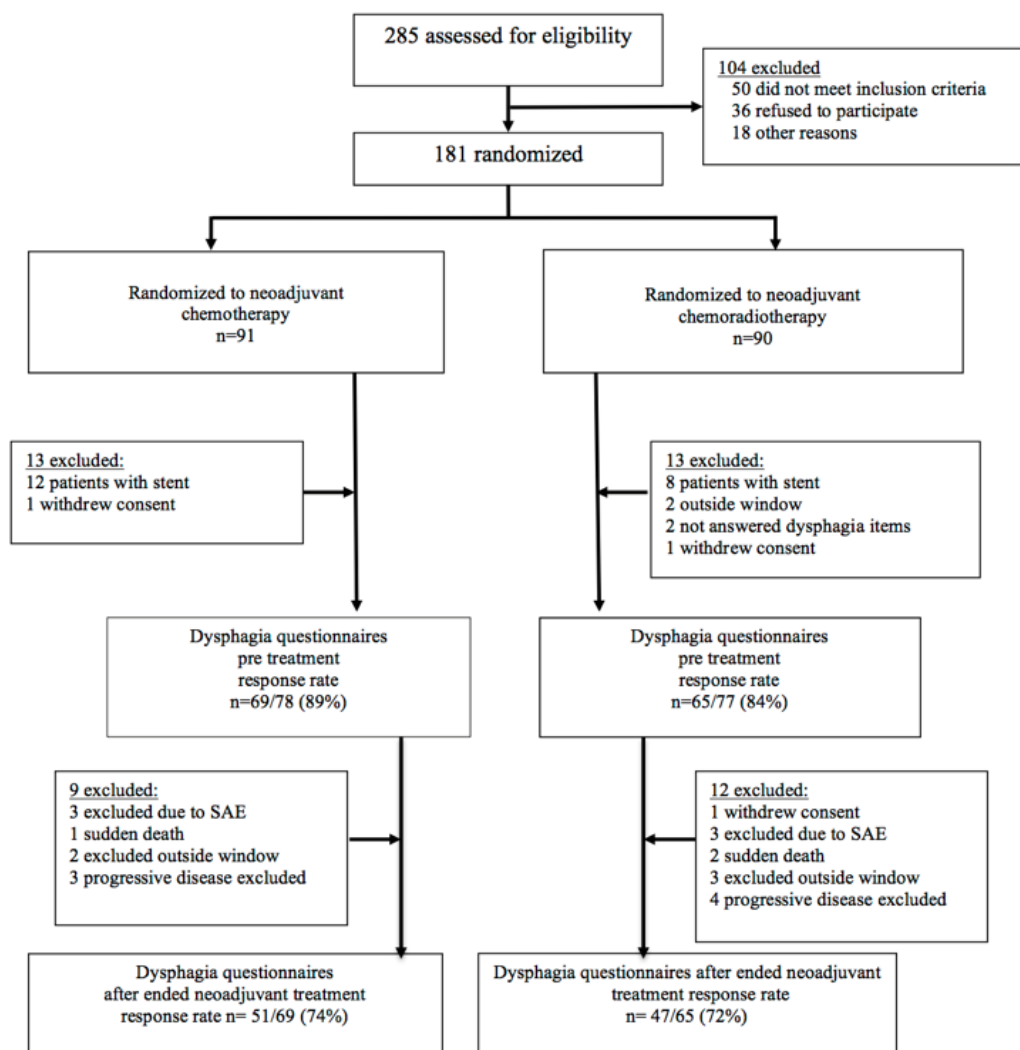 285 assessed for eligibility
104 excluded
50 did not meet inclusion criteria
36 refused to participate
18 other reasons
181 randomized
Randomized to neoadjuvant
chemotherapy
n=91
Randomized to neoadjuvant
chemoradiotherapy
n=90
13 excluded:
12 patients with stent
1 withdrew consent
13 excluded:
8 patients with stent
2 outside window
2 not answered dysphagia items
1 withdrew consent
Dysphagia questionnaires
pre treatment
response rate
n=69/78 (89%)
Dysphagia questionnaires
pre treatment
response rate
n=65/77 (84%)
9 excluded:
3 excluded due to SAE
1 sudden death
2 excluded outside window
3 progressive disease excluded
12 excluded:
1 withdrew consent
3 excluded due to SAE
2 sudden death
3 excluded outside window
4 progressive disease excluded
Dysphagia questionnaires
after ended neoadjuvant treatment
response rate n= 51/69 (74%)
Dysphagia questionnaires after ended neoadjuvant
treatment response rate
n= 47/65 (72%)